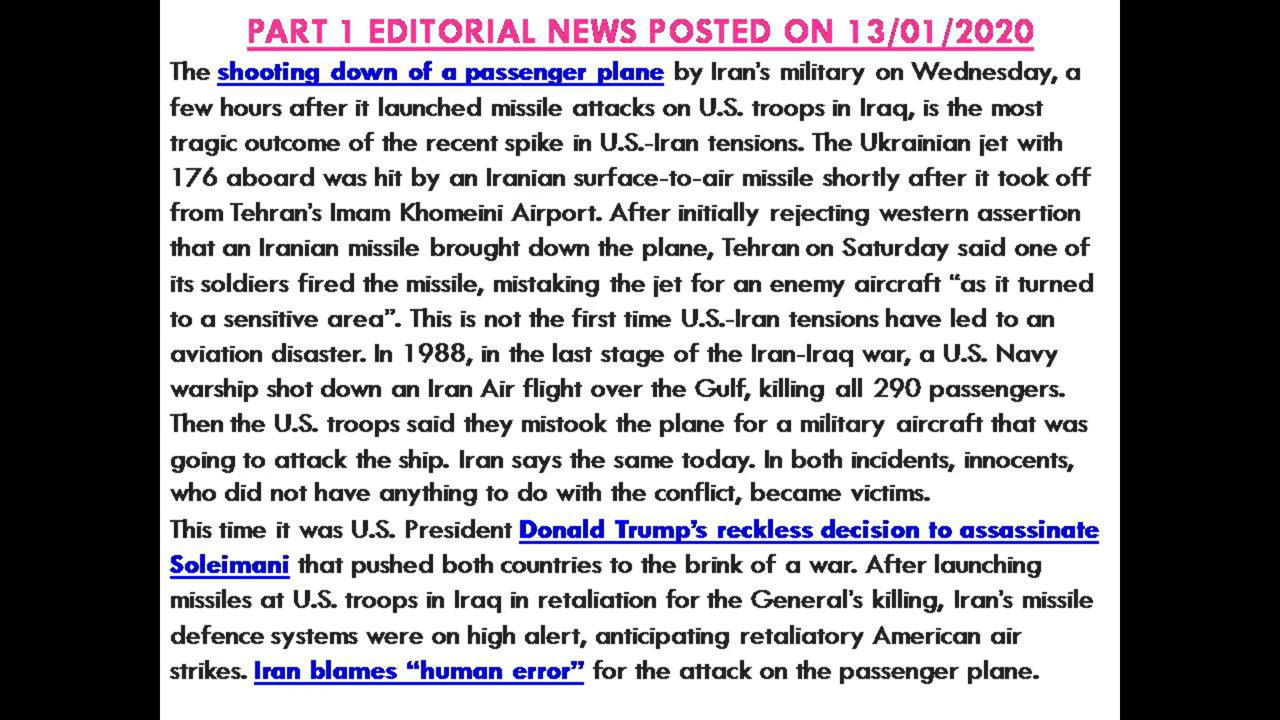 PART 1 EDITORIAL NEWS POSTED ON 13/01/2020
The shooting down of a passenger plane by Iran's military on Wednesday, a
few hours after it launched missile attacks on U.S. troops in Iraq, is the most
tragic outcome of the recent spike in U.S.-Iran tensions. The Ukrainian jet with
176 aboard was hit by an Iranian surface-to-air missile shortly after it took off
from Tehran's Imam Khomeini Airport. After initially rejecting western assertion
that an Iranian missile brought down the plane, Tehran on Saturday said one of
its soldiers fired the missile, mistaking the jet for an enemy aircraft “as it turned
to a sensitive area”. This is not the first time U.S.-Iran tensions have led to an
aviation disaster. In 1988, in the last stage of the Iran-Iraq war, a U.S. Navy
warship shot down an Iran Air flight over the Gulf, killing all 290 passengers.
Then the U.S. troops said they mistook the plane for a military aircraft that was
going to attack the ship. Iran says the same today. In both incidents, innocents,
who did not have anything to do with the conflict, became victims.
This time it was U.S. President Donald Trump's reckless decision to assassinate
Soleimani that pushed both countries to the brink of a war. After launching
missiles at U.S. troops in Iraq in retaliation for the General's killing, Iran's missile
defence systems were on high alert, anticipating retaliatory American air
strikes. Iran blames “human error” for the attack on the passenger plane.